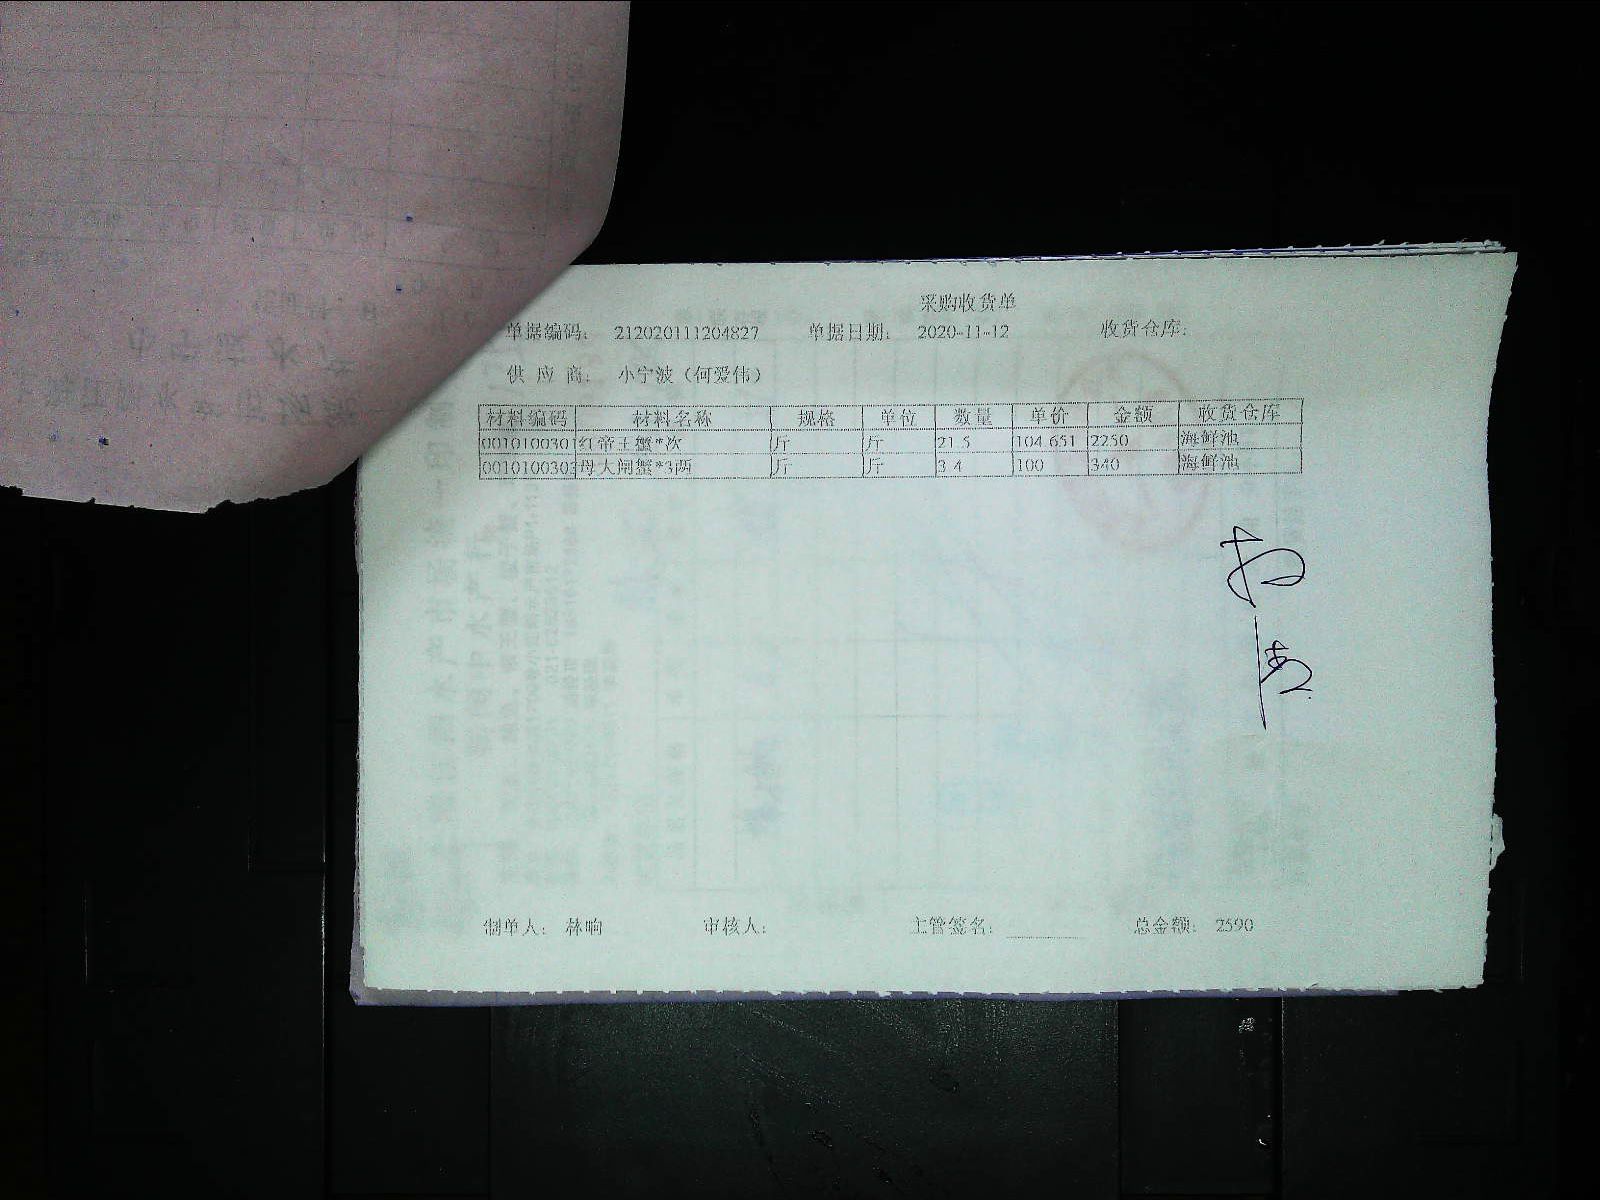 采购收货单
单据编码: 212020111204827 单据日期: 2020-11-12 收货仓库:
供应商: 小宁波(何爱伟)
材料编码 材料名称 规格 单位 数量 单价 金额 收货仓库
0010100301 红帝王蟹*次 斤 斤 21.5 104.651 2250 海鲜池
0010100303 母大闸蟹*3两 斤 斤 3.4 100 340 海鲜池
制单人: 林响 审核人: 主管签名: 总金额: 2590